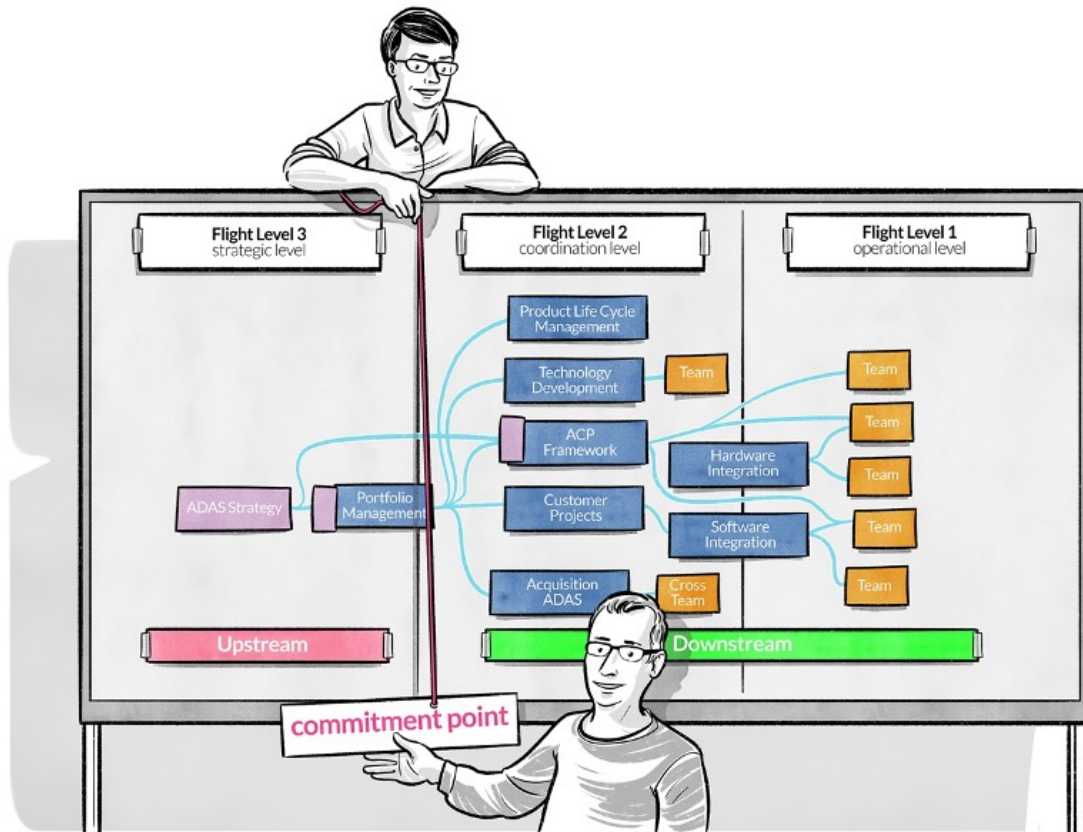 Flight Level 3
strategic level
Flight Level 2
coordination level
Flight Level 1
operational level
Product Life Cycle
Management
Technology
Development
Team
Team
ACP
Framework
Team
Hardware
Integration
Team
ADAS Strategy
Portfolio
Management
Customer
Projects
Software
Integration
Team
Acquisition
ADAS
Cross
Team
Team
Upstream
Downstream
commitment point